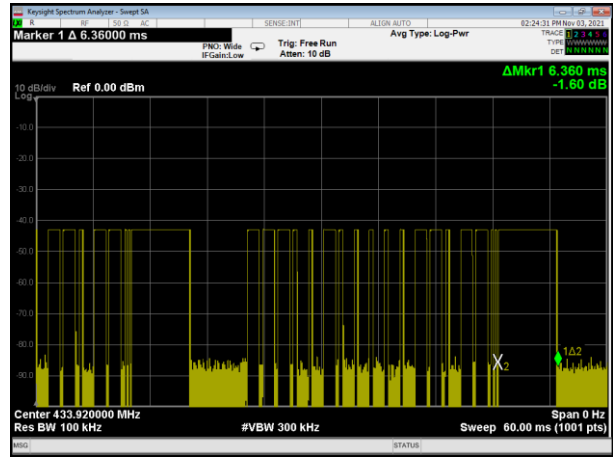 Keysight Spectrum Analyzer - Swept SA
R RF 50 Ω AC SENSE:INT ALIGN AUTO 02:24:31 PM Nov 03, 2021
Marker 1 Δ 6.36000 ms
PNO: Wide
IFGain:Low
Trig: Free Run
Atten: 10 dB
Avg Type: Log-Pwr
TRACE 1 2 3 4 5 6
TYPE WWWWWW
DET N N N N N N
ΔMkr1 6.360 ms
-1.60 dB
10 dB/div Ref 0.00 dBm
Log
-10.0
-20.0
-30.0
-40.0
-50.0
-60.0
-70.0
-80.0
-90.0
1Δ2
X2
Center 433.920000 MHz
Span 0 Hz
Res BW 100 kHz
#VBW 300 kHz
Sweep 60.00 ms (1001 pts)
MSG
STATUS